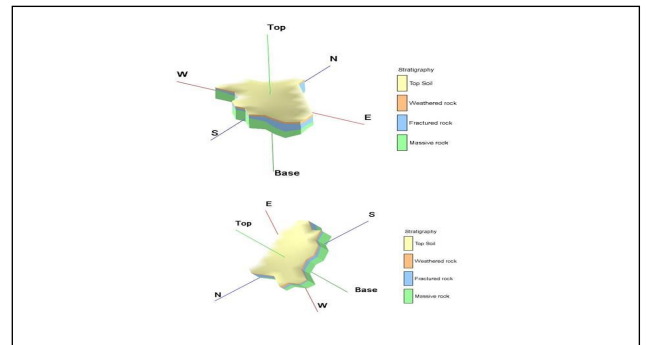 Top
N
W
E
S
Base
Stratigraphy
Top Soil
Weathered rock
Fractured rock
Massive rock
E
S
Top
N
Base
W
Stratigraphy
Top Soil
Weathered rock
Fractured rock
Massive rock